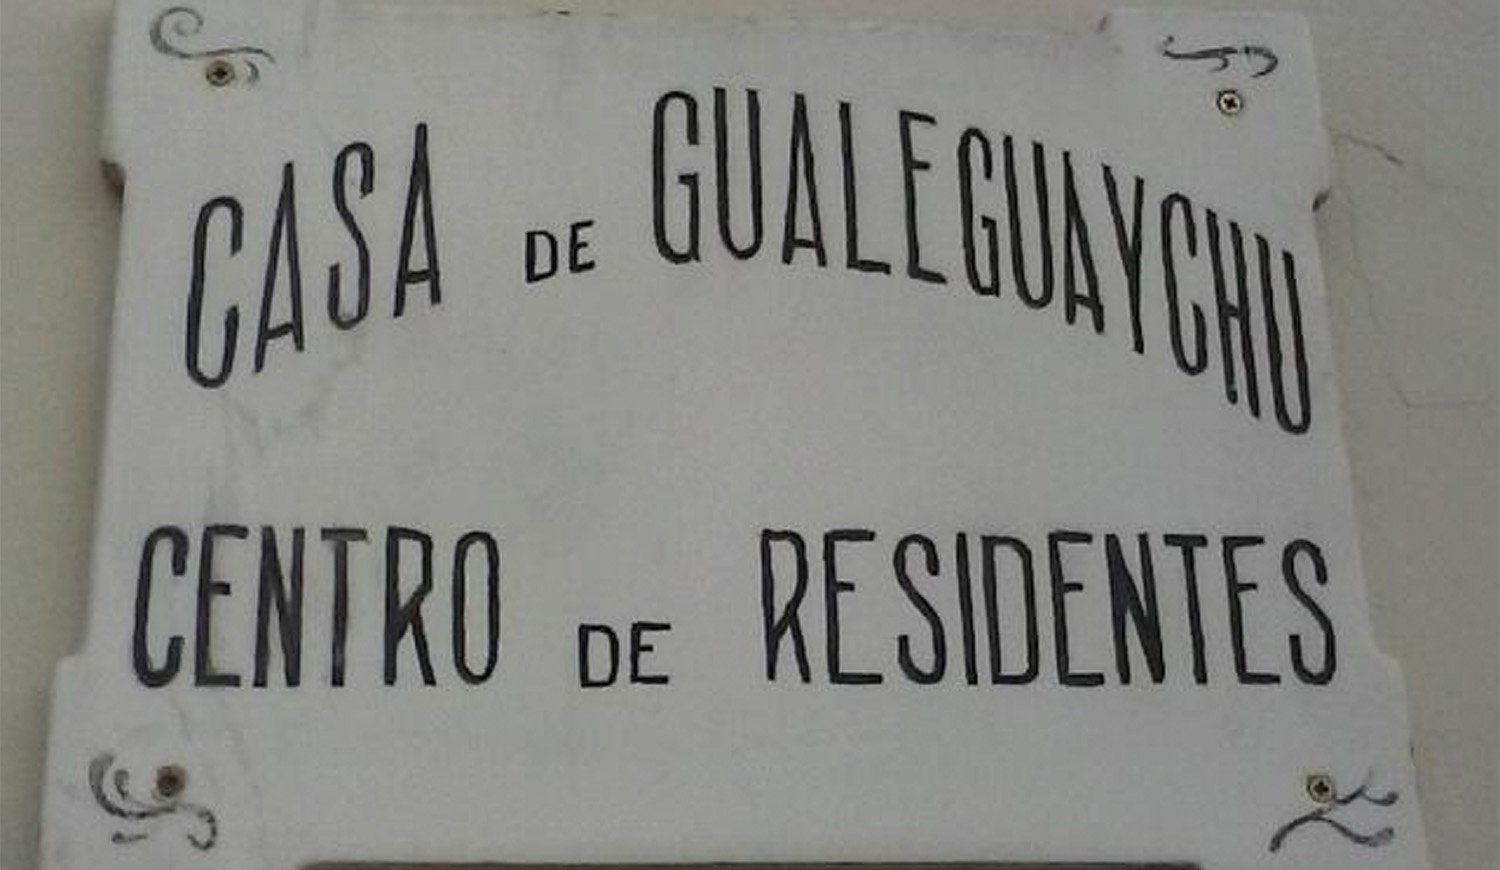 CASA DE GUALEGUAYCHU
CENTRO DE RESIDENTES